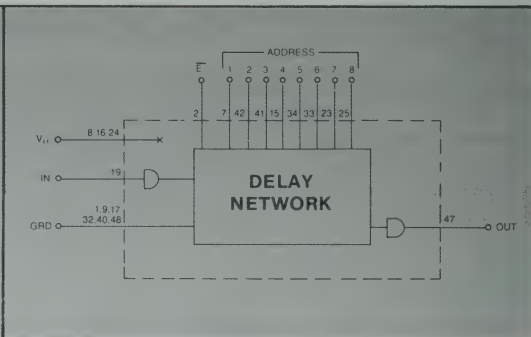 ADDRESS
E 1 2 3 4 5 6 7 8
2 7 42 41 15 34 33 23 25
8 16 24
IN 19
DELAY
NETWORK
1.9.17
32.40.48
GRD
47 OUT